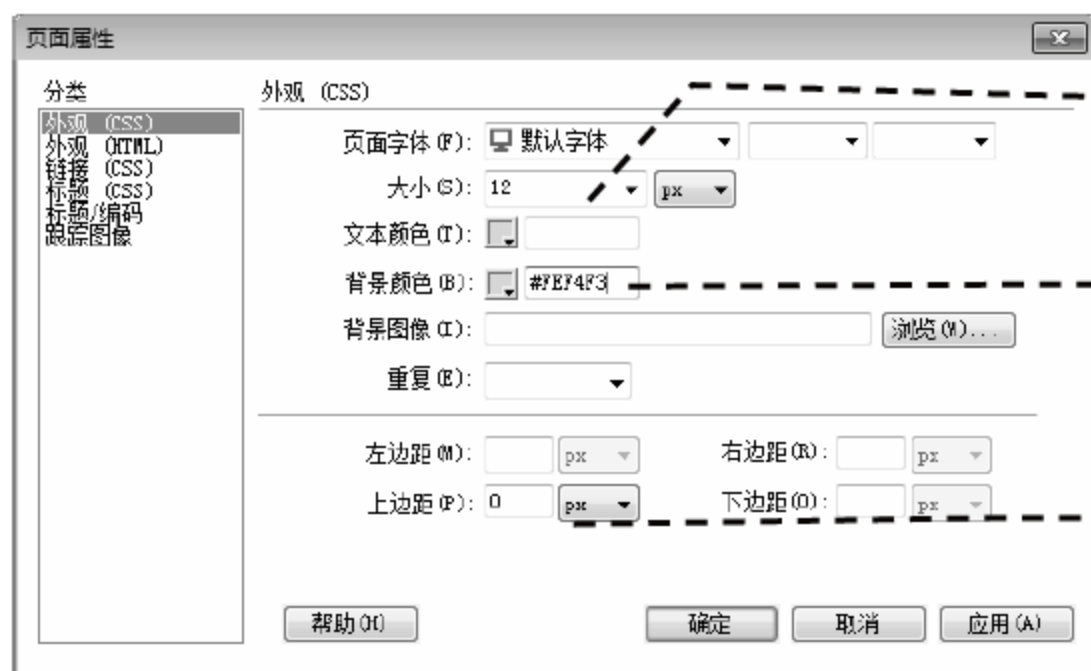 页面属性
分类
外观 (CSS)
外观 (HTML)
链接 (CSS)
标题 (CSS)
标题/编码
跟踪图像
外观 (CSS)
页面字体(F): 默认字体
大小(S): 12 px
文本颜色(T):
背景颜色(B): #FEF4F3
背景图像(I): 浏览(W)...
重复(E):
左边距(M): px 右边距(R): px
上边距(P): 0 px 下边距(O): px
帮助(H) 确定 取消 应用(A)